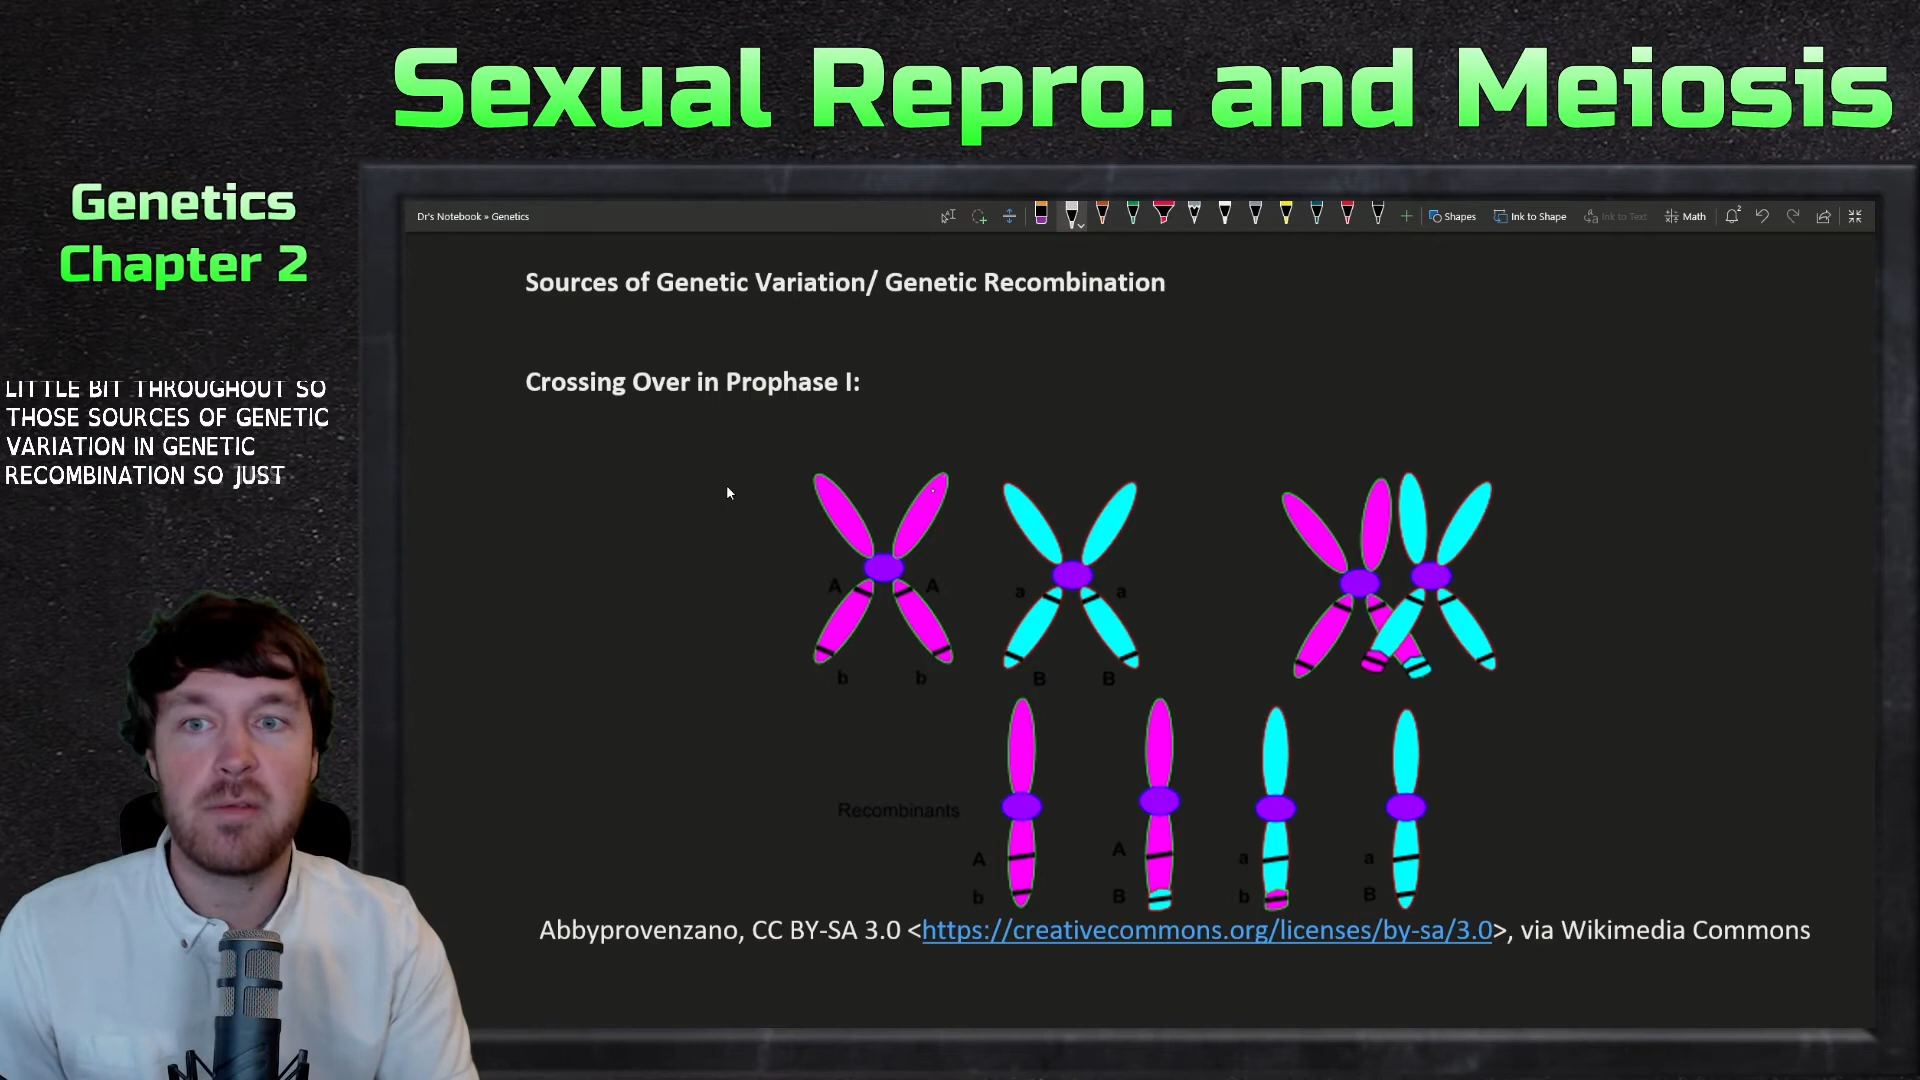 Sexual Repro. and Meiosis
Genetics
Chapter 2
LITTLE BIT THROUGHOUT SO
THOSE SOURCES OF GENETIC
VARIATION IN GENETIC
RECOMBINATION SO JUST
Dr's Notebook » Genetics
Shapes
Ink to Shape
Ink to Text
Math
Sources of Genetic Variation/ Genetic Recombination
Crossing Over in Prophase I:
A A a a
b b B B
Recombinants
A A a a
b B b B
Abbyprovenzano, CC BY-SA 3.0 <https://creativecommons.org/licenses/by-sa/3.0>, via Wikimedia Commons